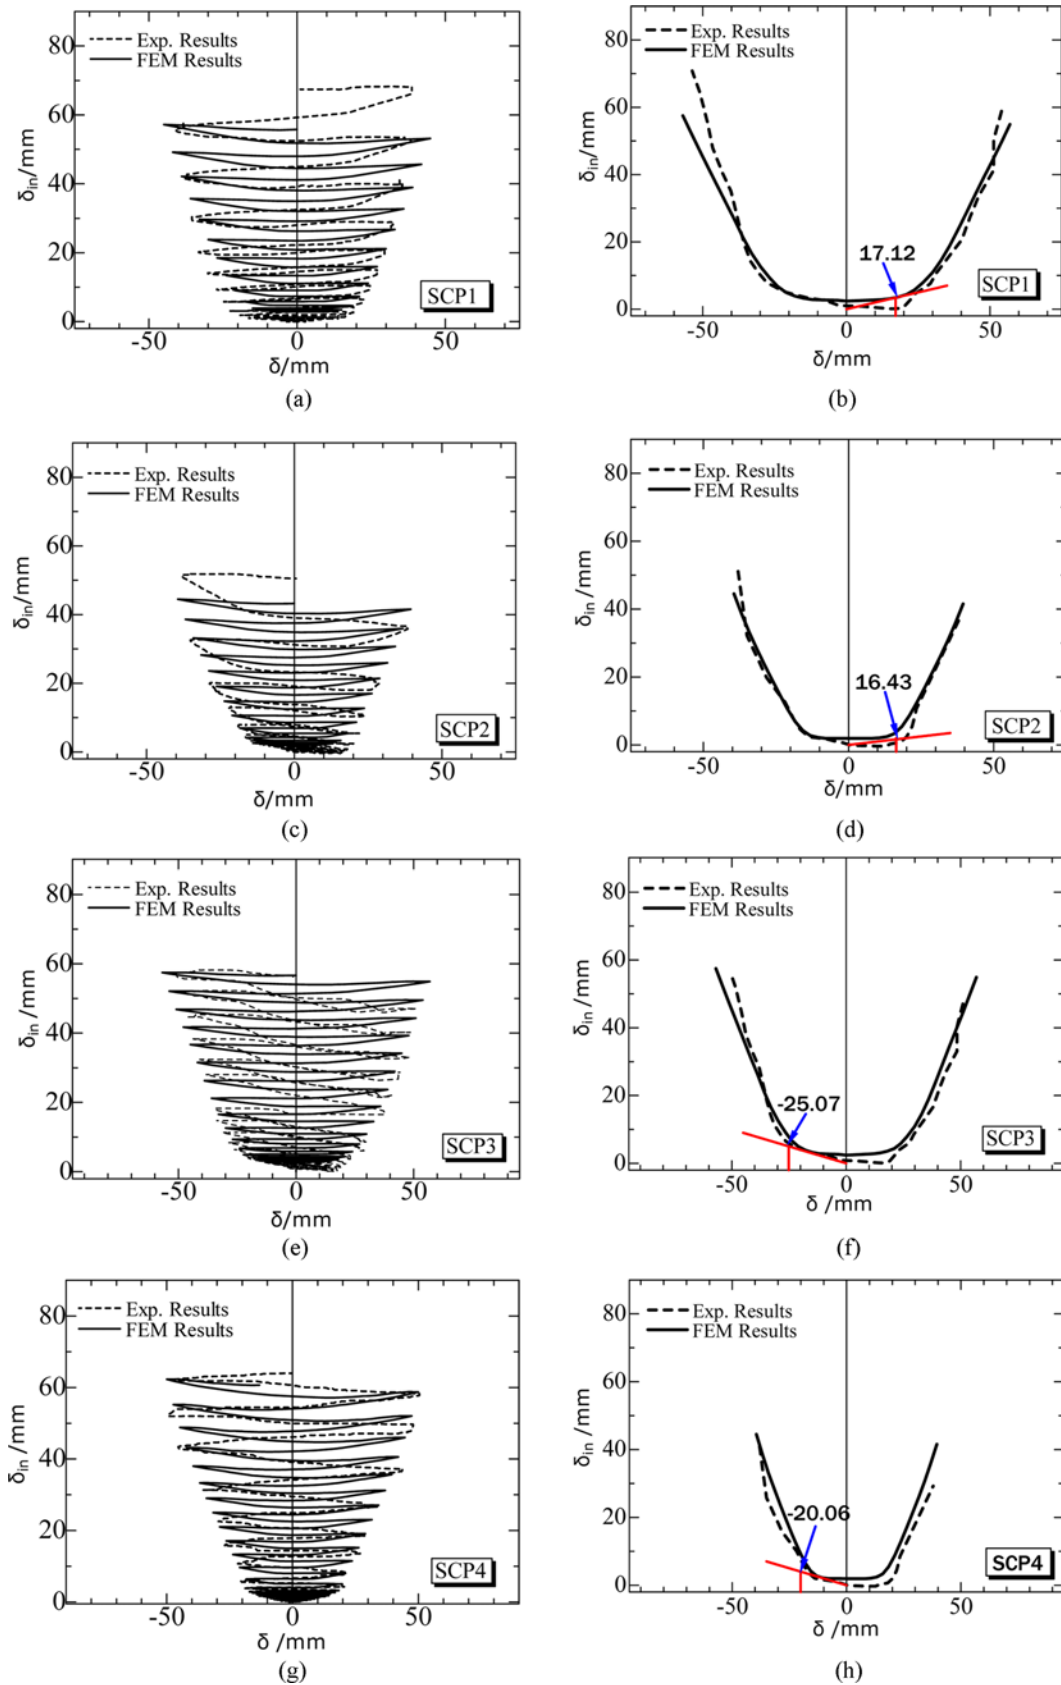 Exp. Results
FEM Results
80
60
40
20
0
δin/mm
-50
0
50
δ/mm
SCP1
(a)
Exp. Results
FEM Results
80
60
40
20
0
δin/mm
17.12
-50
0
50
δ/mm
SCP1
(b)
Exp. Results
FEM Results
80
60
40
20
0
δin/mm
-50
0
50
δ/mm
SCP2
(c)
Exp. Results
FEM Results
80
60
40
20
0
δin /mm
16.43
-50
0
50
δ/mm
SCP2
(d)
Exp. Results
FEM Results
80
60
40
20
0
δin /mm
-50
0
50
δ/mm
SCP3
(e)
Exp. Results
FEM Results
80
60
40
20
0
δin /mm
-25.07
-50
0
50
δ /mm
SCP3
(f)
Exp. Results
FEM Results
80
60
40
20
0
δin /mm
-50
0
50
δ /mm
SCP4
(g)
Exp. Results
FEM Results
80
60
40
20
0
δin /mm
-20.06
-50
0
50
δ /mm
SCP4
(h)